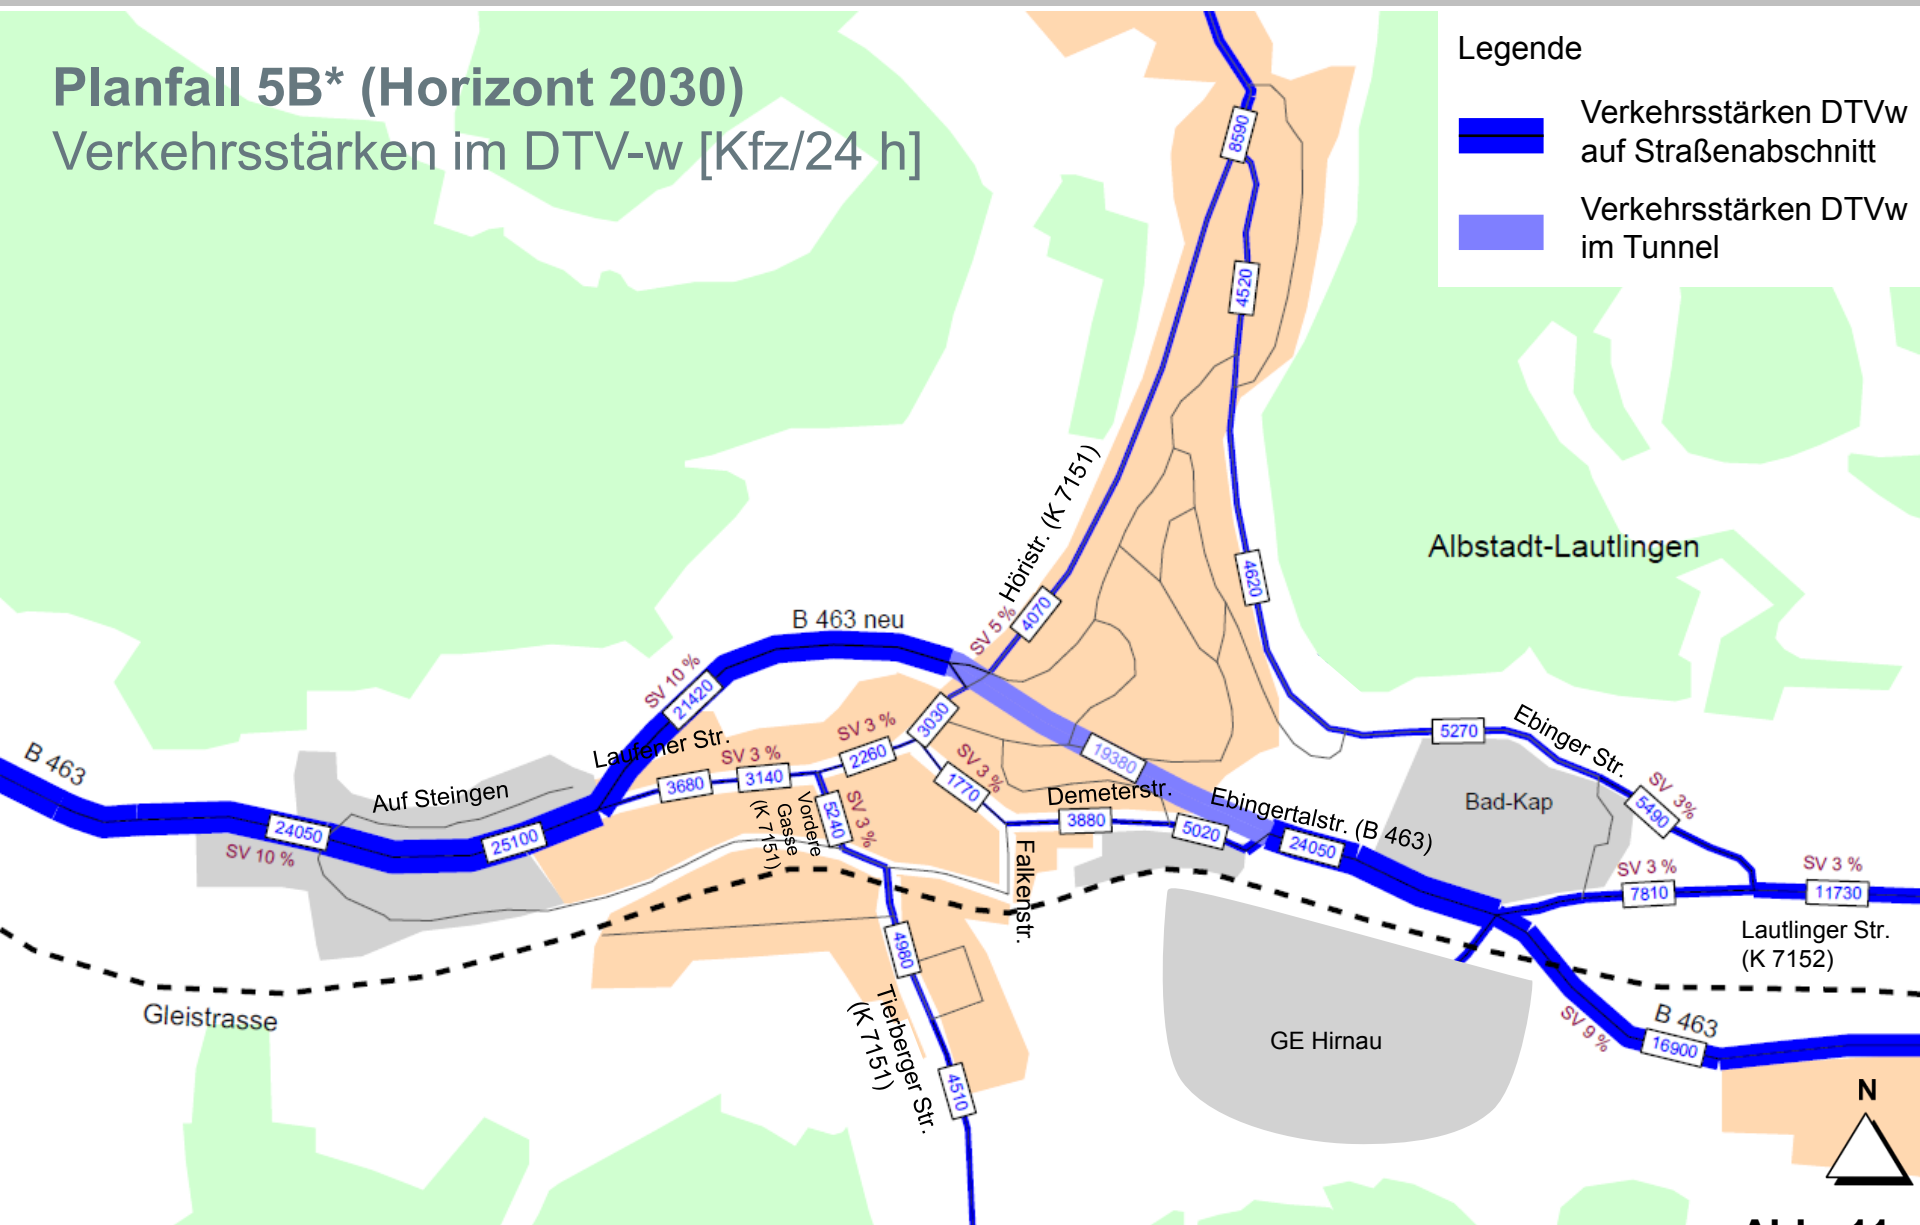 Planfall 5B* (Horizont 2030)
Verkehrsstärken im DTV-w [Kfz/24 h]
Legende
Verkehrsstärken DTVw
auf Straßenabschnitt
Verkehrsstärken DTVw
im Tunnel
8590
4520
Höristr. (K 7151)
4620
Albstadt-Lautlingen
4070
SV 5 %
B 463 neu
SV 10 %
21420
3030
5270
Ebinger Str.
Laufener Str.
SV 3 %
SV 3 %
2260
19380
B 463
3680
3140
SV 3 %
1770
Demeterstr.
Ebingertalstr. (B 463)
Bad-Kap
SV 3%
5490
Auf Steingen
24050
SV 10 %
25100
Vordere
Gasse
(K 7151)
5240
SV 3 %
3880
5020
24050
Falkenstr.
SV 3 %
7810
SV 3 %
11730
Lautlinger Str.
(K 7152)
4980
Gleistrasse
Tierberger Str.
(K 7151)
4510
GE Hirnau
SV 9 %
B 463
16900
N